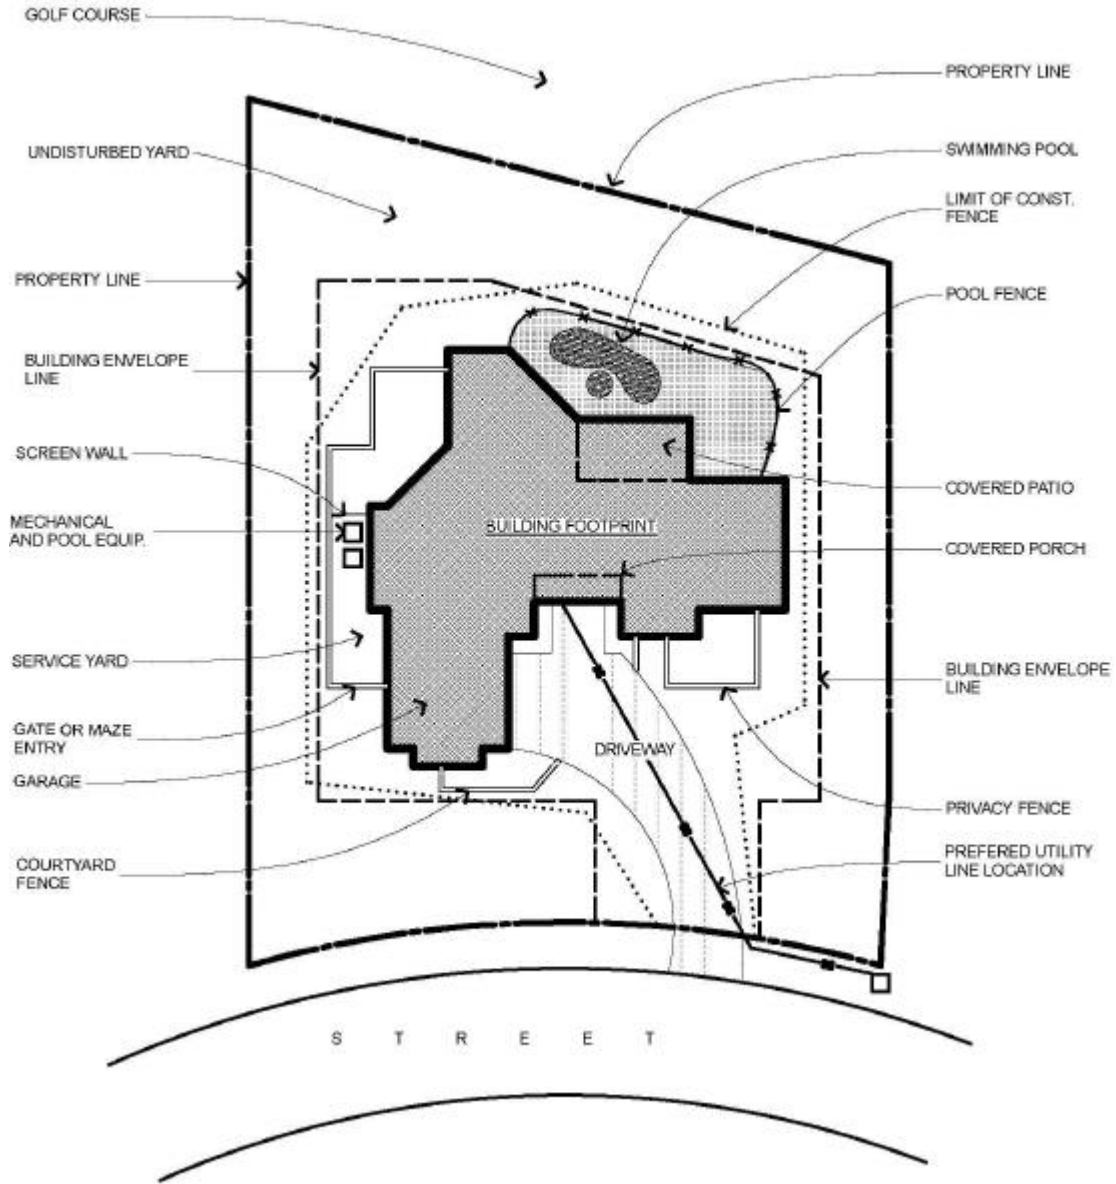 GOLF COURSE
UNDISTURBED YARD
PROPERTY LINE
BUILDING ENVELOPE
LINE
SCREEN WALL
MECHANICAL
AND POOL EQUIP.
SERVICE YARD
GATE OR MAZE
ENTRY
GARAGE
COURTYARD
FENCE
BUILDING FOOTPRINT
DRIVEWAY
PROPERTY LINE
SWIMMING POOL
LIMIT OF CONST.
FENCE
POOL FENCE
COVERED PATIO
COVERED PORCH
BUILDING ENVELOPE
LINE
PRIVACY FENCE
PREFERED UTILITY
LINE LOCATION
S T R E E T